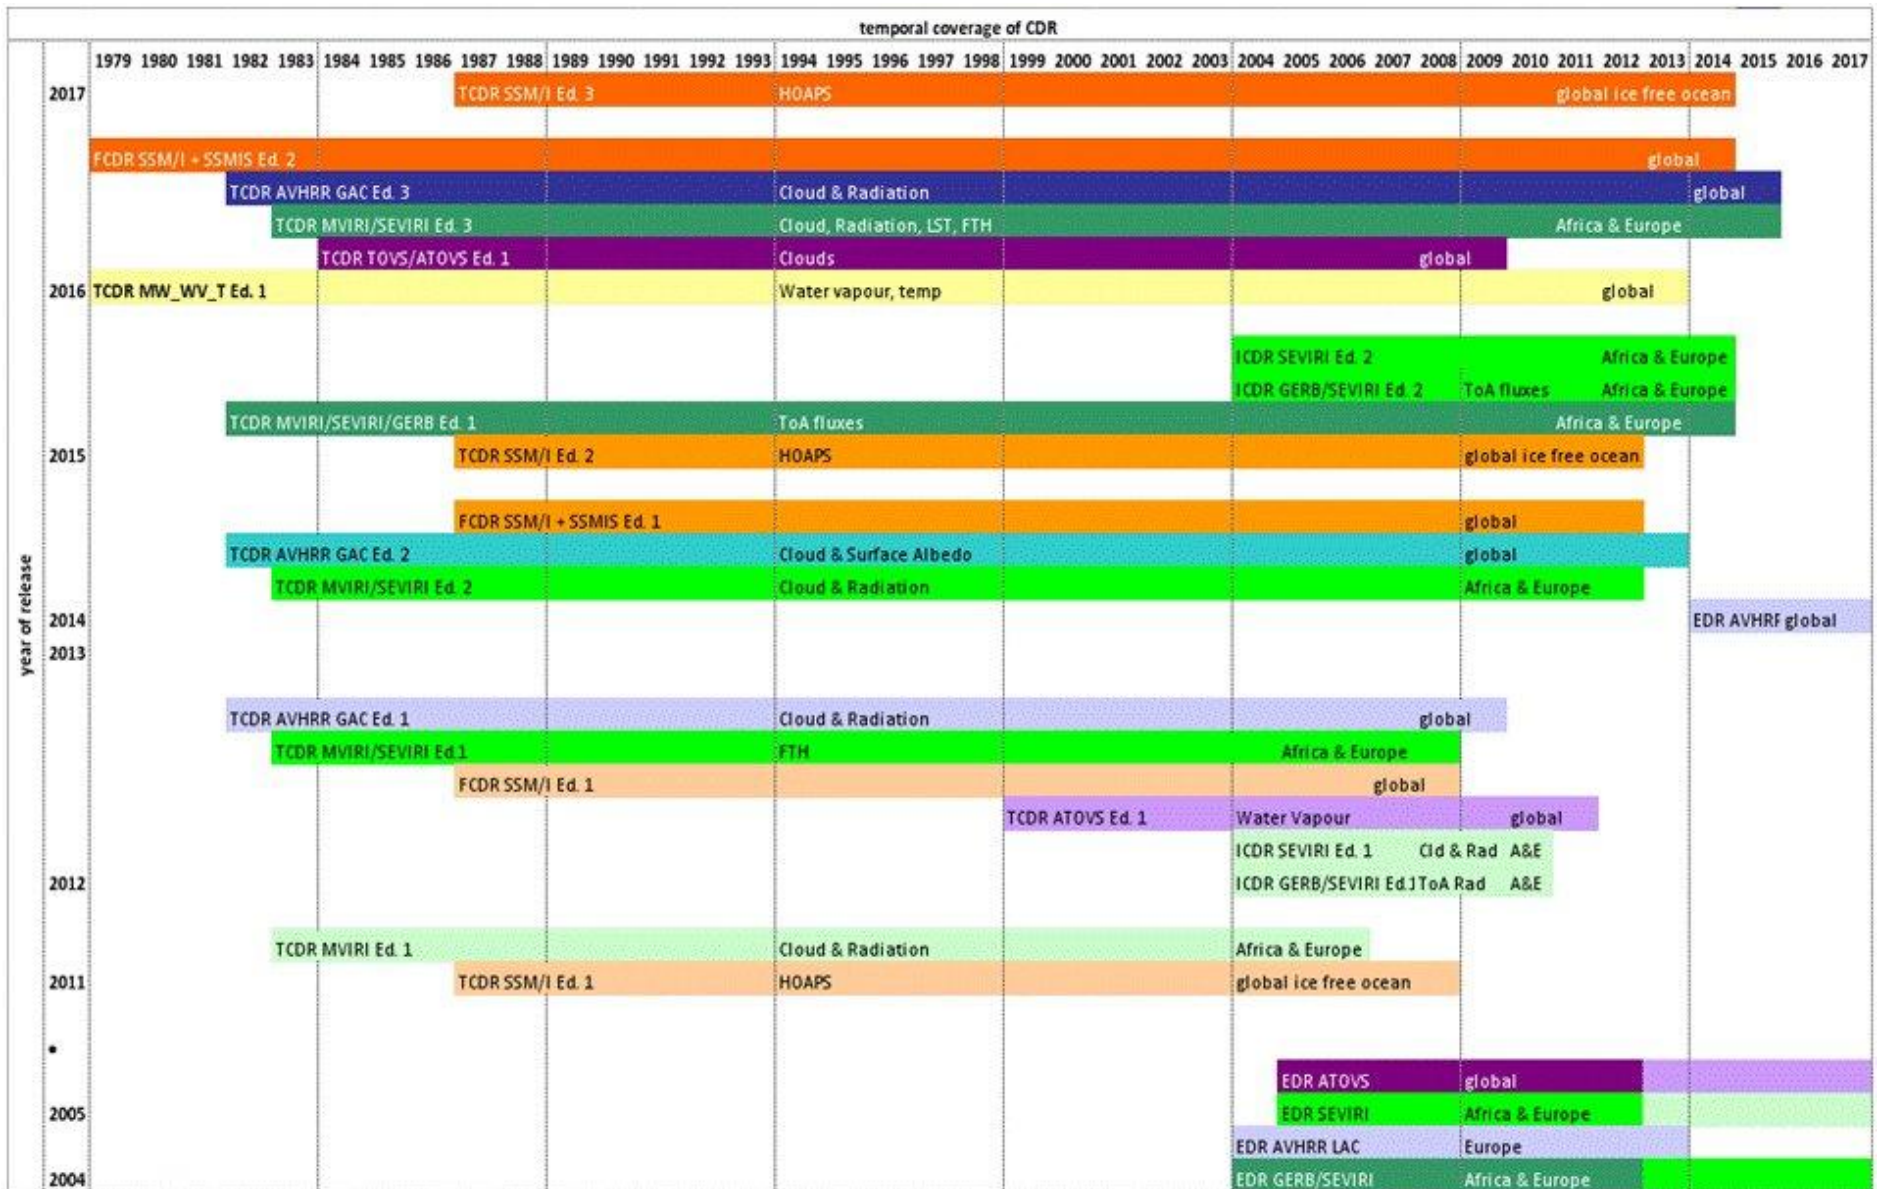 temporal coverage of CDR
1979 1980 1981 1982 1983 1984 1985 1986 1987 1988 1989 1990 1991 1992 1993 1994 1995 1996 1997 1998 1999 2000 2001 2002 2003 2004 2005 2006 2007 2008 2009 2010 2011 2012 2013 2014 2015 2016 2017
2017 TCDR SSM/I Ed. 3 HOAPS global ice free ocean
FCDR SSM/I + SSMIS Ed. 2 global
TCDR AVHRR GAC Ed. 3 Cloud & Radiation global
TCDR MVIRI/SEVIRI Ed. 3 Cloud, Radiation, LST, FTH Africa & Europe
TCDR TOVS/ATOVS Ed. 1 Clouds global
2016 TCDR MW_WV_T Ed. 1 Water vapour, temp global
ICDR SEVIRI Ed. 2 Africa & Europe
ICDR GERB/SEVIRI Ed. 2 ToA fluxes Africa & Europe
TCDR MVIRI/SEVIRI/GERB Ed. 1 ToA fluxes Africa & Europe
2015 TCDR SSM/I Ed. 2 HOAPS global ice free ocean
FCDR SSM/I + SSMIS Ed. 1 global
TCDR AVHRR GAC Ed. 2 Cloud & Surface Albedo global
TCDR MVIRI/SEVIRI Ed. 2 Cloud & Radiation Africa & Europe
year of release
2014 EDR AVHRF global
2013
TCDR AVHRR GAC Ed. 1 Cloud & Radiation global
TCDR MVIRI/SEVIRI Ed.1 FTH Africa & Europe
FCDR SSM/I Ed. 1 global
TCDR ATOVS Ed. 1 Water Vapour global
ICDR SEVIRI Ed. 1 Cld & Rad A&E
2012 ICDR GERB/SEVIRI Ed.1 ToA Rad A&E
TCDR MVIRI Ed. 1 Cloud & Radiation Africa & Europe
2011 TCDR SSM/I Ed. 1 HOAPS global ice free ocean
•
EDR ATOVS global
2005 EDR SEVIRI Africa & Europe
EDR AVHRR LAC Europe
2004 EDR GERB/SEVIRI Africa & Europe